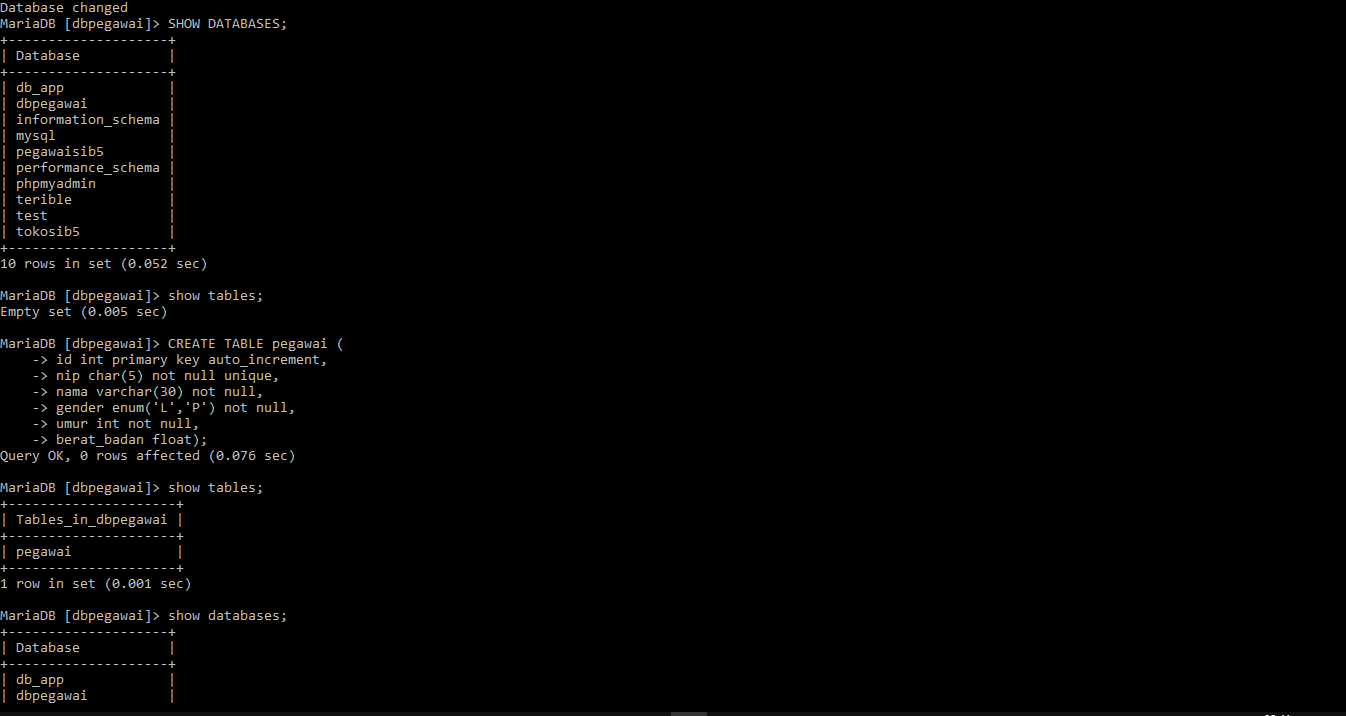 Database changed
MariaDB [dbpegawai]> SHOW DATABASES;
+--------------------+
| Database           |
+--------------------+
| db_app             |
| dbpegawai          |
| information_schema |
| mysql              |
| pegawaisib5        |
| performance_schema |
| phpmyadmin         |
| terible            |
| test               |
| tokosib5           |
+--------------------+
10 rows in set (0.052 sec)
MariaDB [dbpegawai]> show tables;
Empty set (0.005 sec)
MariaDB [dbpegawai]> CREATE TABLE pegawai (
    -> id int primary key auto_increment,
    -> nip char(5) not null unique,
    -> nama varchar(30) not null,
    -> gender enum('L','P') not null,
    -> umur int not null,
    -> berat_badan float);
Query OK, 0 rows affected (0.076 sec)
MariaDB [dbpegawai]> show tables;
+---------------------+
| Tables_in_dbpegawai |
+---------------------+
| pegawai             |
+---------------------+
1 row in set (0.001 sec)
MariaDB [dbpegawai]> show databases;
+--------------------+
| Database           |
+--------------------+
| db_app             |
| dbpegawai          |